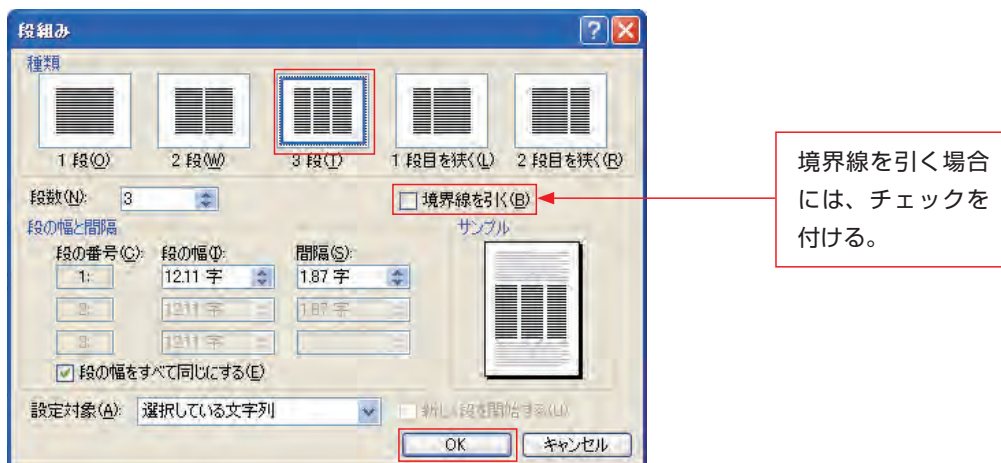 段組み
種類
1 段(O) 2 段(W) 3 段(T) 1 段目を狭く(L) 2 段目を狭く(R)
段数(N): 3 境界線を引く(B)
段の幅と間隔 サンプル
段の番号(C): 段の幅(I): 間隔(S):
1: 12.11 字 1.87 字
2: 12.11 字 1.87 字
3: 12.11 字
段の幅をすべて同じにする(E)
設定対象(A): 選択している文字列 新しい段を開始する(U)
OK キャンセル
境界線を引く場合
には、チェックを
付ける。